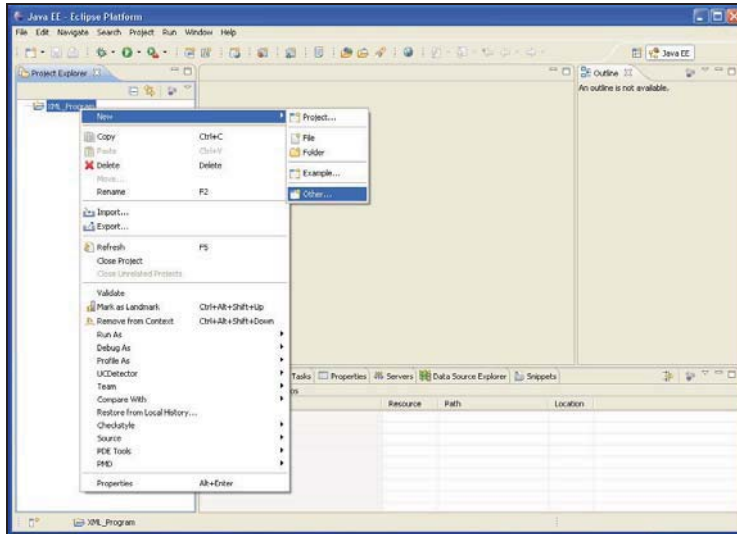 Java EE - Eclipse Platform
File Edit Navigate Search Project Run Window Help
Java EE
Project Explorer
Outline
An outline is not available.
XML_Program
New
Project...
Copy Ctrl+C
File
Paste Ctrl+V
Folder
Delete Delete
Move...
Example...
Rename F2
Other...
Import...
Export...
Refresh F5
Close Project
Close Unrelated Projects
Validate
Mark as Landmark Ctrl+Alt+Shift+Up
Remove from Context Ctrl+Alt+Shift+Down
Run As
Debug As
Profile As
UCDetector
Tasks Properties Servers Data Source Explorer Snippets
Team
Compare With
Resource Path Location
Restore from Local History...
Checkstyle
Source
PDE Tools
PMD
Properties Alt+Enter
XML_Program